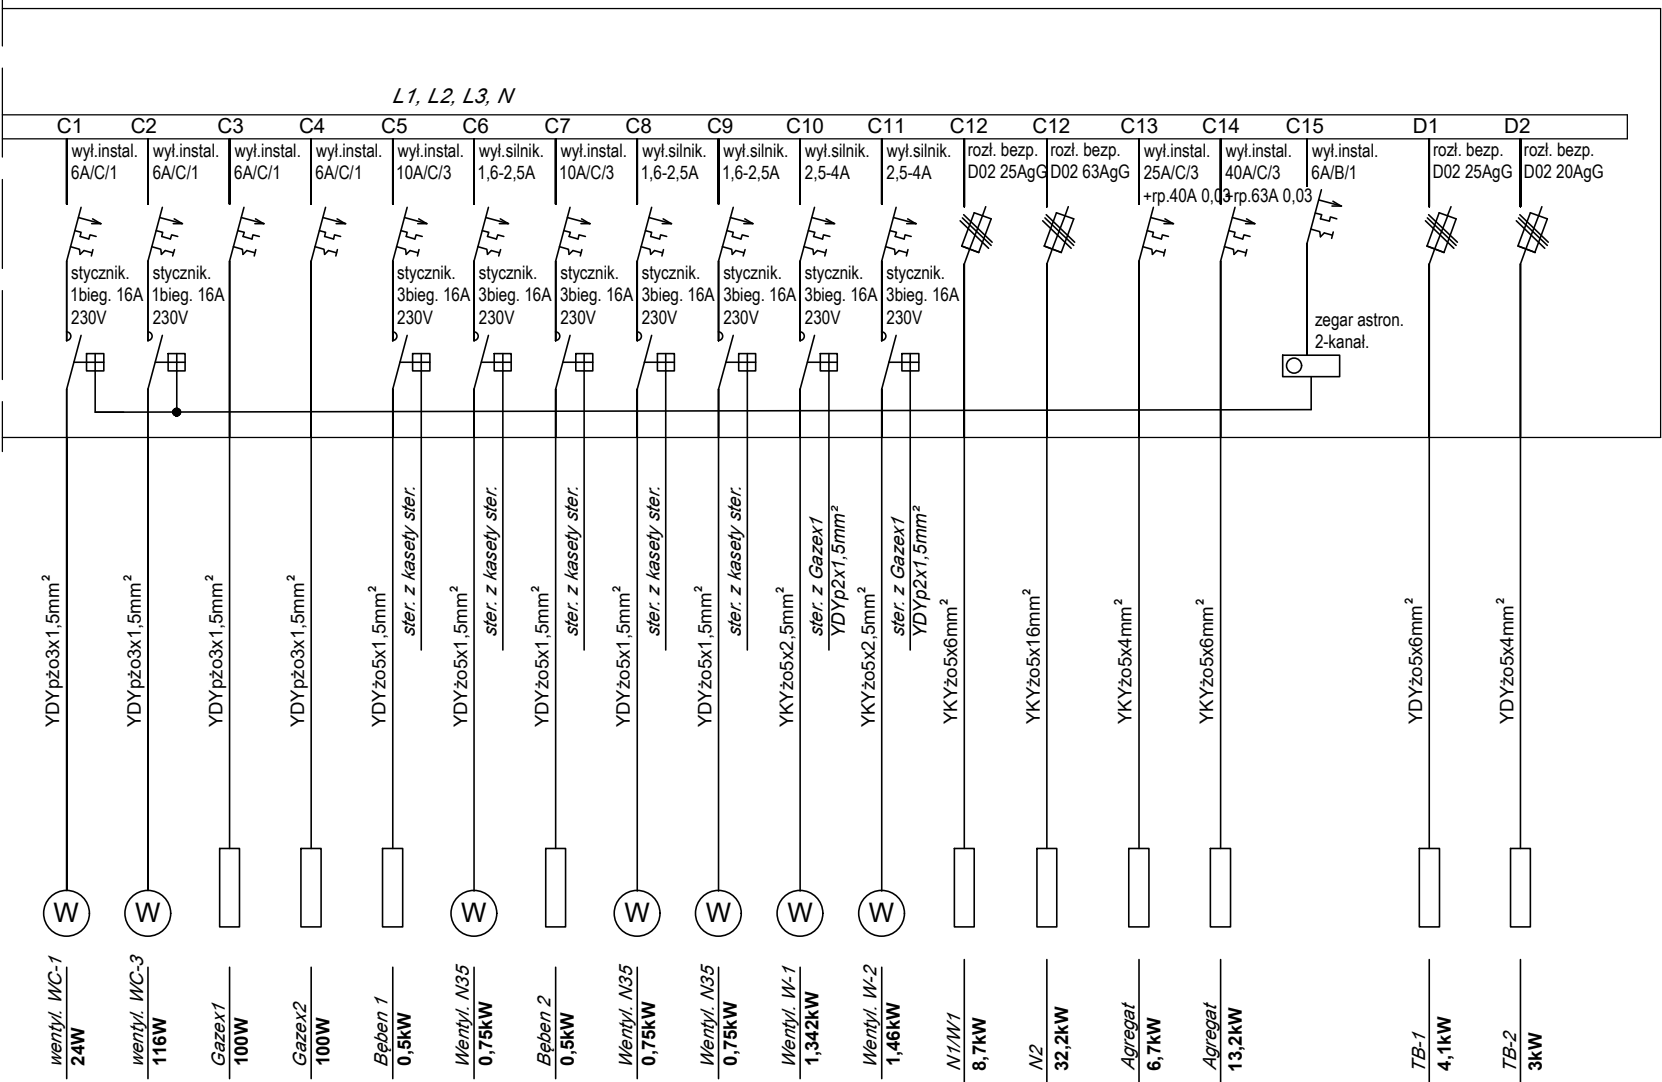 L1, L2, L3, N
C1 C2 C3 C4 C5 C6 C7 C8 C9 C10 C11 C12 C12 C13 C14 C15 D1 D2
wył.instal.
6A/C/1
wył.instal.
6A/C/1
wył.instal.
6A/C/1
wył.instal.
6A/C/1
wył.instal.
10A/C/3
wył.silnik.
1,6-2,5A
wył.instal.
10A/C/3
wył.silnik.
1,6-2,5A
wył.silnik.
1,6-2,5A
wył.silnik.
2,5-4A
wył.silnik.
2,5-4A
rozł. bezp.
D02 25AgG
rozł. bezp.
D02 63AgG
wył.instal.
25A/C/3
+rp.40A 0,03
wył.instal.
40A/C/3
+rp.63A 0,03
wył.instal.
6A/B/1
rozł. bezp.
D02 25AgG
rozł. bezp.
D02 20AgG
stycznik.
1bieg. 16A
230V
stycznik.
1bieg. 16A
230V
stycznik.
3bieg. 16A
230V
stycznik.
3bieg. 16A
230V
stycznik.
3bieg. 16A
230V
stycznik.
3bieg. 16A
230V
stycznik.
3bieg. 16A
230V
stycznik.
3bieg. 16A
230V
stycznik.
3bieg. 16A
230V
zegar astron.
2-kanał.
YDYpżo3x1,5mm²
YDYpżo3x1,5mm²
YDYpżo3x1,5mm²
YDYpżo3x1,5mm²
YDYżo5x1,5mm²
ster. z kasety ster.
YDYżo5x1,5mm²
ster. z kasety ster.
YDYżo5x1,5mm²
ster. z kasety ster.
YDYżo5x1,5mm²
ster. z kasety ster.
YDYżo5x1,5mm²
ster. z kasety ster.
YKYżo5x2,5mm²
ster. z Gazex1
YDYp2x1,5mm²
YKYżo5x2,5mm²
ster. z Gazex1
YDYp2x1,5mm²
YKYżo5x6mm²
YKYżo5x16mm²
YKYżo5x4mm²
YKYżo5x6mm²
YDYżo5x6mm²
YDYżo5x4mm²
W W W W W W W
wentyl. WC-1
24W
wentyl. WC-3
116W
Gazex1
100W
Gazex2
100W
Bęben 1
0,5kW
Wentyl. N35
0,75kW
Bęben 2
0,5kW
Wentyl. N35
0,75kW
Wentyl. N35
0,75kW
Wentyl. W-1
1,342kW
Wentyl. W-2
1,46kW
N1/W1
8,7kW
N2
32,2kW
Agregat
6,7kW
Agregat
13,2kW
TB-1
4,1kW
TB-2
3kW